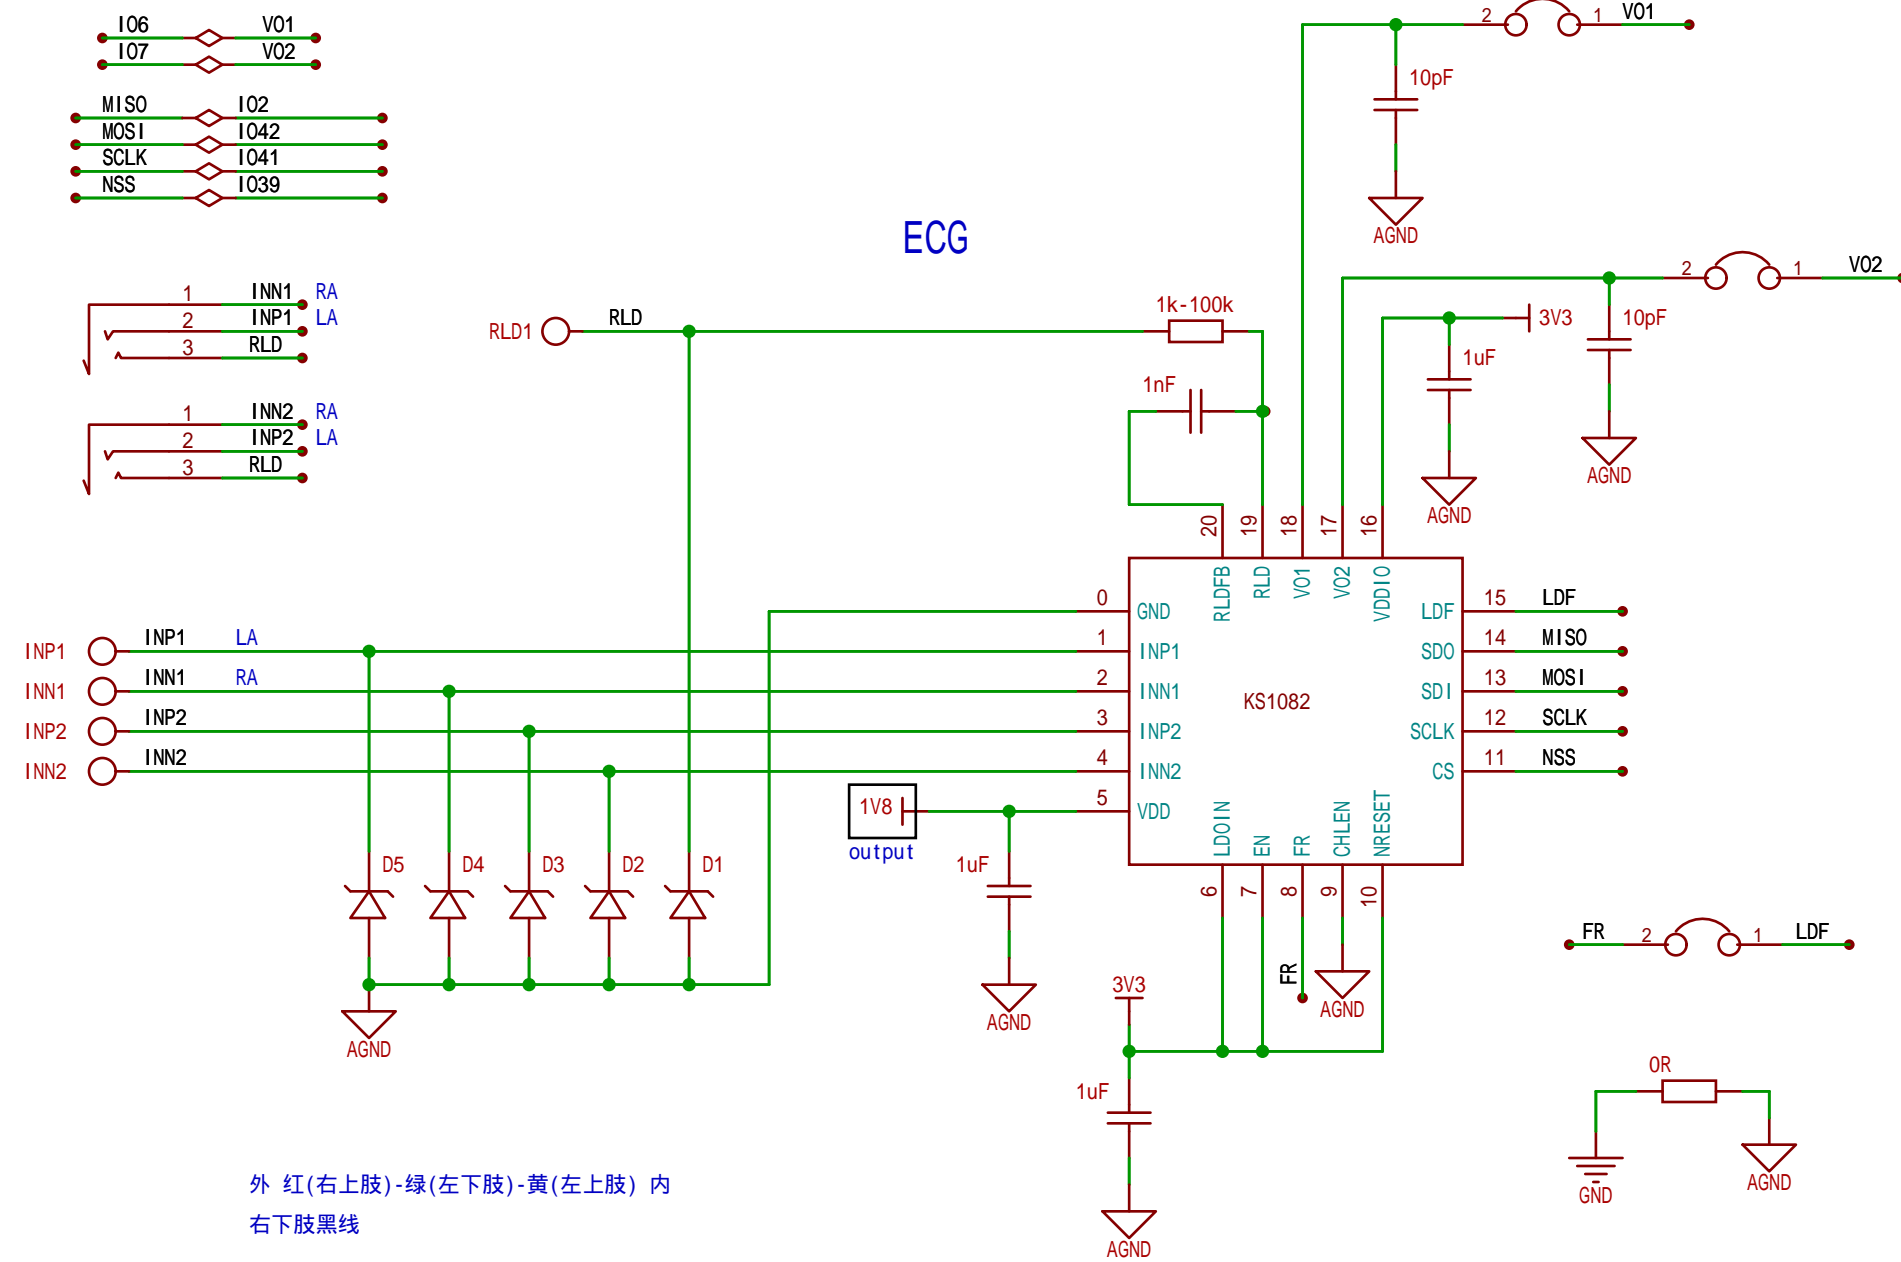 IO6 VO1
IO7 VO2
MISO IO2
MOSI IO42
SCLK IO41
NSS IO39
1 INN1 RA
2 INP1 LA
3 RLD
1 INN2 RA
2 INP2 LA
3 RLD
ECG
2 1 VO1
10pF
AGND
2 1 VO2
10pF
AGND
3V3
1uF
AGND
RLD1 RLD
1k-100k
1nF
20 19 18 17 16
RLDFB RLD VO1 VO2 VDDIO
INP1 INP1 LA
INN1 INN1 RA
INP2 INP2
INN2 INN2
0 GND
1 INP1
2 INN1
3 INP2
4 INN2
5 VDD
KS1082
LDF 15 LDF
SDO 14 MISO
SDI 13 MOSI
SCLK 12 SCLK
CS 11 NSS
LDOIN EN FR CHLEN NRESET
6 7 8 9 10
1V8
output
1uF
AGND
D5 D4 D3 D2 D1
AGND
FR
AGND
3V3
1uF
AGND
FR 2 1 LDF
0R
GND
AGND
外 红(右上肢)-绿(左下肢)-黄(左上肢) 内
右下肢黑线